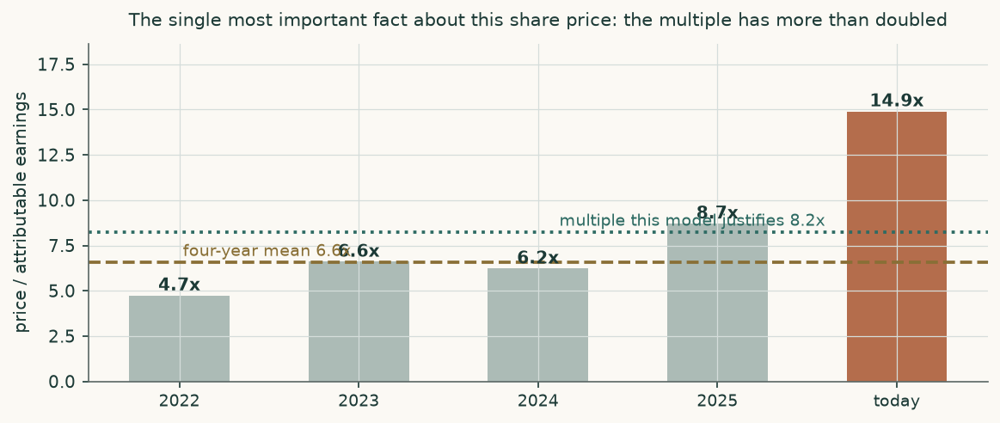 The single most important fact about this share price: the multiple has more than doubled
price / attributable earnings
17.5
15.0
12.5
10.0
7.5
5.0
2.5
0.0
14.9x
8.7x
multiple this model justifies 8.2x
four-year mean 6.6x
6.6x
6.2x
4.7x
2022
2023
2024
2025
today